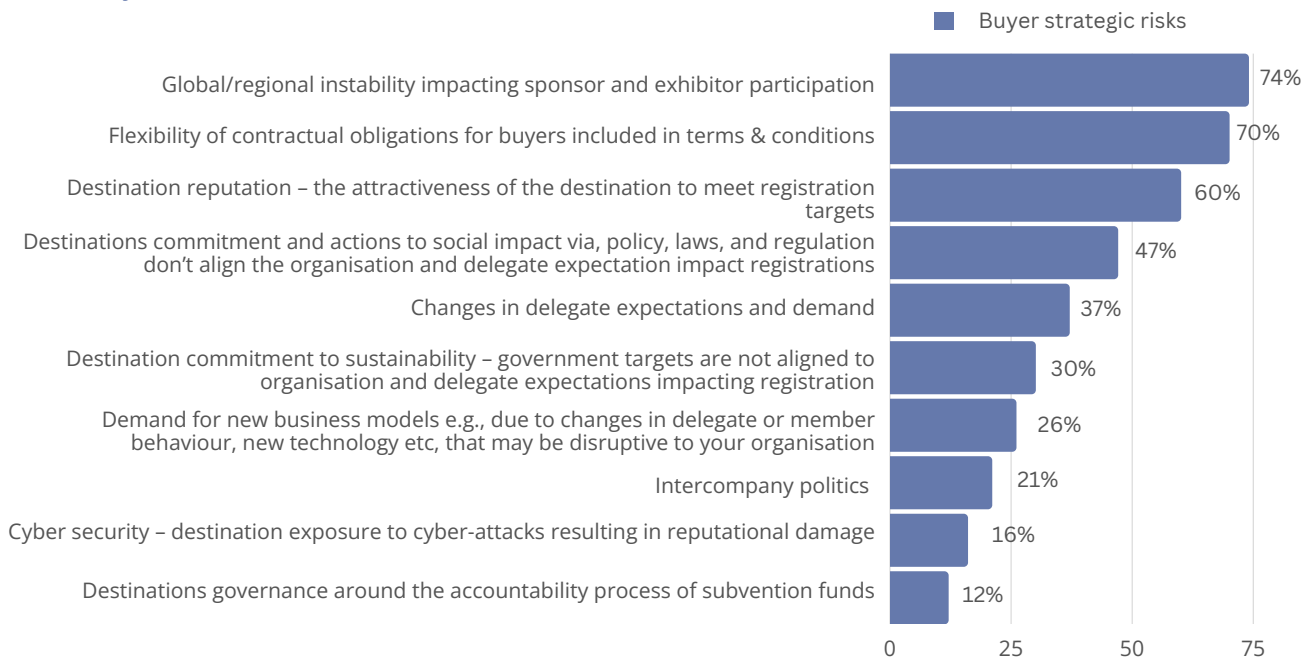 Buyer strategic risks
Global/regional instability impacting sponsor and exhibitor participation
74%
Flexibility of contractual obligations for buyers included in terms & conditions
70%
Destination reputation – the attractiveness of the destination to meet registration
targets
60%
Destinations commitment and actions to social impact via, policy, laws, and regulation
don’t align the organisation and delegate expectation impact registrations
47%
Changes in delegate expectations and demand
37%
Destination commitment to sustainability – government targets are not aligned to
organisation and delegate expectations impacting registration
30%
Demand for new business models e.g., due to changes in delegate or member
behaviour, new technology etc, that may be disruptive to your organisation
26%
Intercompany politics
21%
Cyber security – destination exposure to cyber-attacks resulting in reputational damage
16%
Destinations governance around the accountability process of subvention funds
12%
0 25 50 75